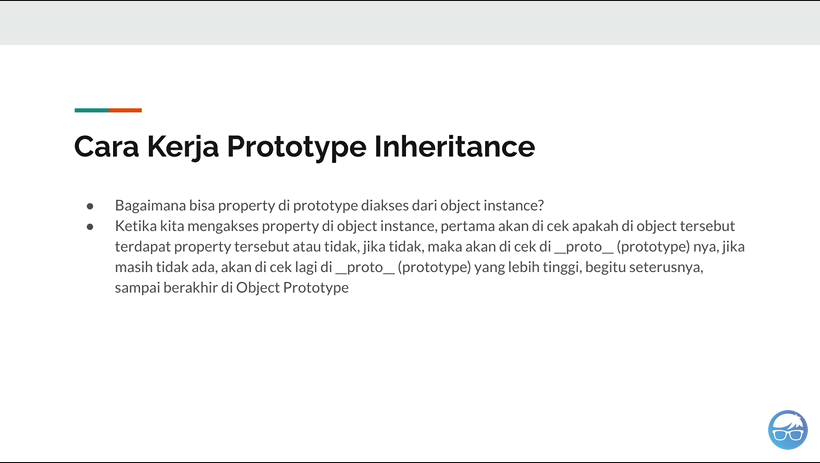 Cara Kerja Prototype Inheritance
● Bagaimana bisa property di prototype diakses dari object instance?
● Ketika kita mengakses property di object instance, pertama akan di cek apakah di object tersebut
terdapat property tersebut atau tidak, jika tidak, maka akan di cek di __proto__ (prototype) nya, jika
masih tidak ada, akan di cek lagi di __proto__ (prototype) yang lebih tinggi, begitu seterusnya,
sampai berakhir di Object Prototype